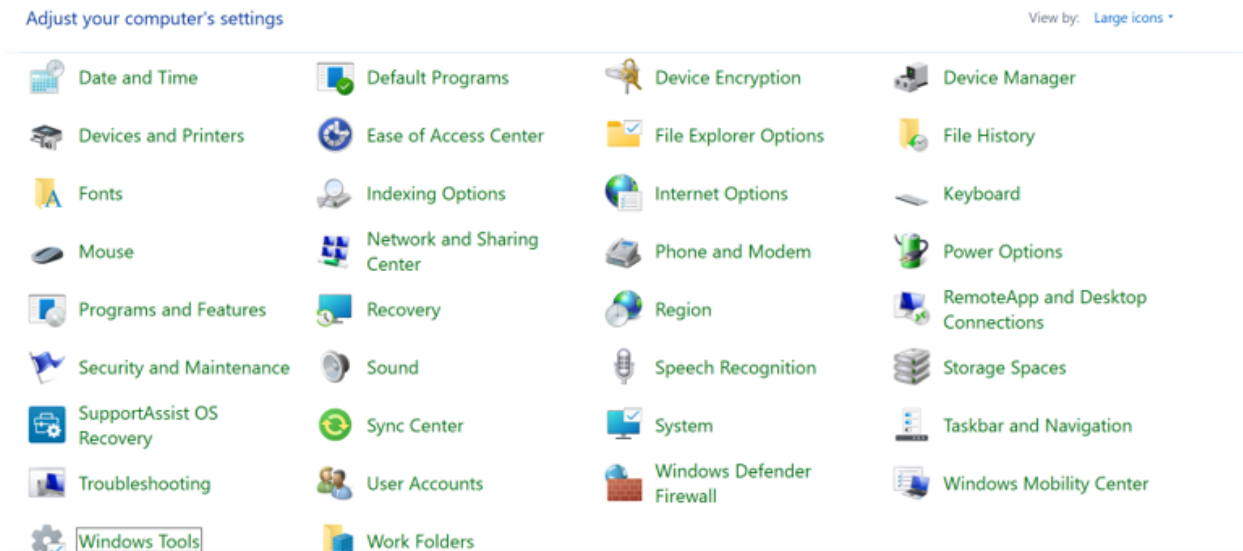 Adjust your computer's settings
View by: Large icons
Date and Time
Default Programs
Device Encryption
Device Manager
Devices and Printers
Ease of Access Center
File Explorer Options
File History
Fonts
Indexing Options
Internet Options
Keyboard
Mouse
Network and Sharing
Center
Phone and Modem
Power Options
Programs and Features
Recovery
Region
RemoteApp and Desktop
Connections
Security and Maintenance
Sound
Speech Recognition
Storage Spaces
SupportAssist OS
Recovery
Sync Center
System
Taskbar and Navigation
Troubleshooting
User Accounts
Windows Defender
Firewall
Windows Mobility Center
Windows Tools
Work Folders